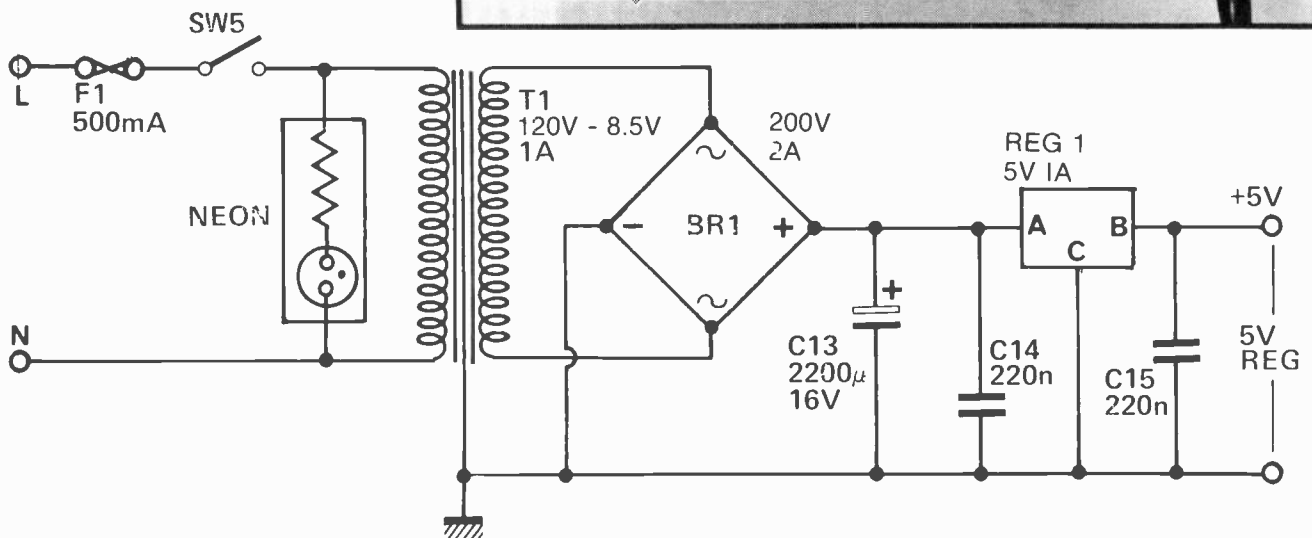 SW5
L
F1
500mA
NEON
N
T1
120V - 8.5V
1A
200V
2A
BR1
~
-
+
~
REG 1
5V 1A
A
B
C
+5V
+
C13
2200µ
16V
C14
220n
C15
220n
5V
REG